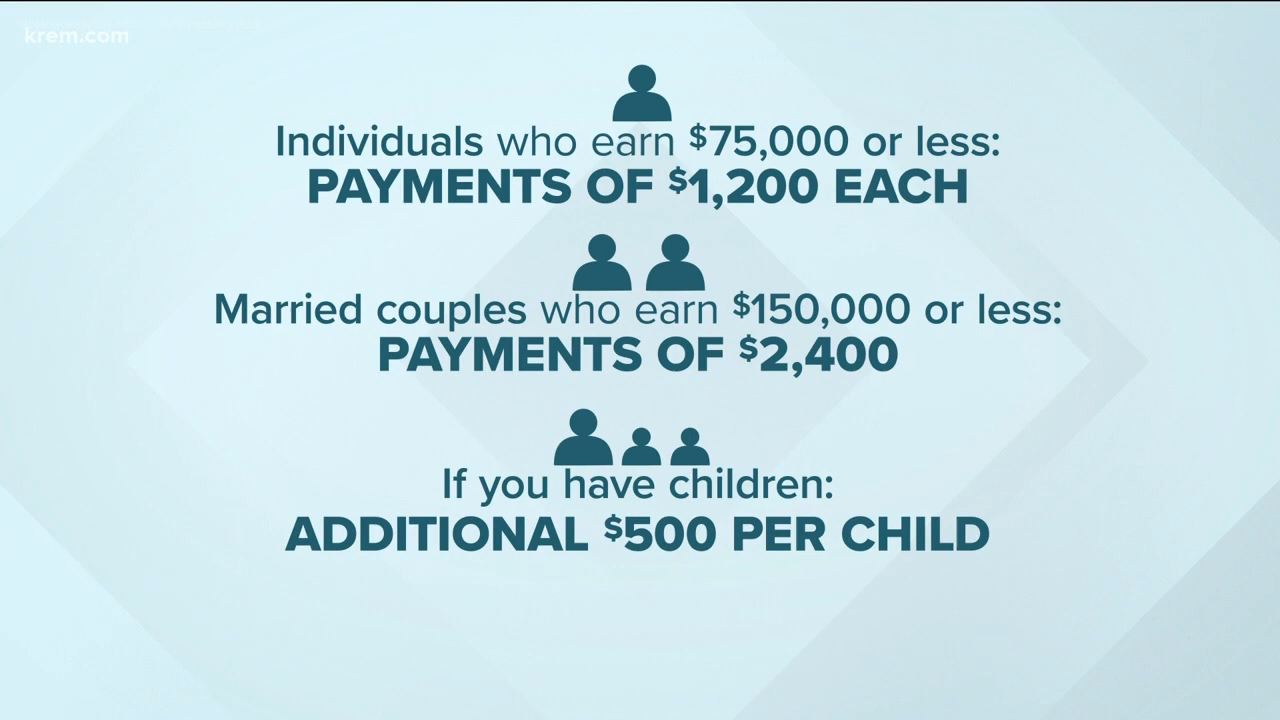 krem.com
Individuals who earn $75,000 or less:
PAYMENTS OF $1,200 EACH
Married couples who earn $150,000 or less:
PAYMENTS OF $2,400
If you have children:
ADDITIONAL $500 PER CHILD